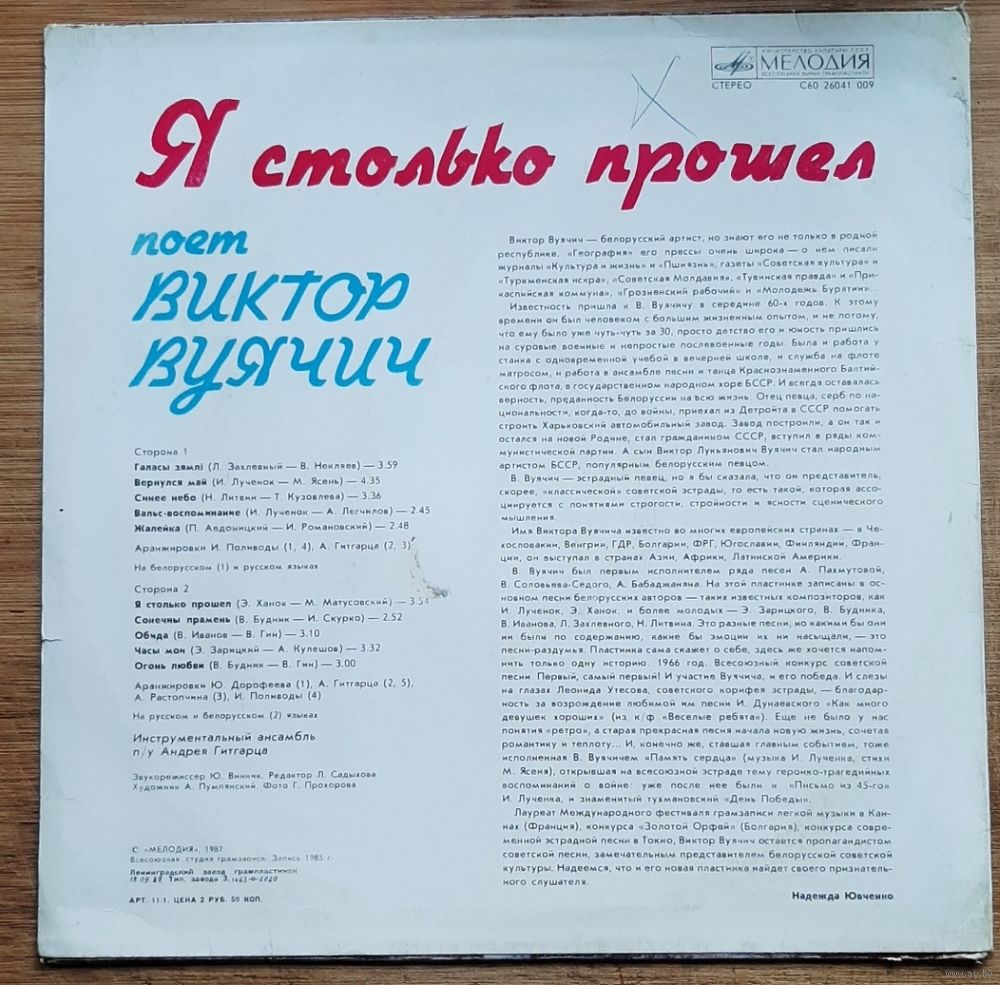 МИНИСТЕРСТВО КУЛЬТУРЫ СССР
МЕЛОДИЯ
ВСЕСОЮЗНАЯ ФИРМА ГРАМПЛАСТИНОК
СТЕРЕО С60 26041 009
Я столько прошел
поет
ВИКТОР
ВУЯЧИЧ
Сторона 1
Галасы зямлі (Л. Захлевный — В. Некляев) — 3.59
Вернулся май (И. Лученок — М. Ясень) — 4.35
Синее небо (Н. Литвин — Т. Кузовлева) — 3.36
Вальс-воспоминание (И. Лученок — А. Легчилов) — 2.45
Жалейка (П. Аедоницкий — И. Романовский) — 2.48
Аранжировки И. Поливоды (1, 4), А. Гитгарца (2, 3)
На белорусском (1) и русском языках
Сторона 2
Я столько прошел (Э. Ханок — М. Матусовский) — 3.54
Сонечны прамень (В. Будник — И. Скурко) — 2.52
Обида (В. Иванов — В. Гин) — 3.10
Часы мои (Э. Зарицкий — А. Кулешов) — 3.32
Огонь любви (В. Будник — В. Гин) — 3.00
Аранжировки Ю. Дорофеева (1), А. Гитгарца (2, 5),
А. Растопчина (3), И. Поливоды (4)
На русском и белорусском (2) языках
Инструментальный ансамбль
п/у Андрея Гитгарца
Звукорежиссер Ю. Винник. Редактор Л. Садыхова
Художник А. Пумпянский. Фото Г. Прохорова
© «МЕЛОДИЯ», 1987
Всесоюзная студия грамзаписи. Запись 1985 г.
Ленинградский завод грампластинок
Тип. завода З.
АРТ. 11-1. ЦЕНА 2 РУБ. 50 КОП.
Виктор Вуячич — белорусский артист, но знают его не только в родной
республике. «География» его прессы очень широка — о нем писали
журналы «Культура и жизнь» и «Пшиязнь», газеты «Советская культура» и
«Туркменская искра», «Советская Молдавия», «Тувинская правда» и «При-
каспийская коммуна», «Грозненский рабочий» и «Молодежь Бурятии»...
Известность пришла к В. Вуячичу в середине 60-х годов. К этому
времени он был человеком с большим жизненным опытом, и не потому,
что ему было уже чуть-чуть за 30, просто детство его и юность пришлись
на суровые военные и непростые послевоенные годы. Была и работа у
станка с одновременной учебой в вечерней школе, и служба на флоте
матросом, и работа в ансамбле песни и танца Краснознаменного Балтий-
ского флота, в государственном народном хоре БССР. И всегда оставалась
верность, преданность Белоруссии на всю жизнь. Отец певца, серб по на-
циональности, когда-то, до войны, приехал из Детройта в СССР помогать
строить Харьковский автомобильный завод. Завод построили, а он так и
остался на новой Родине, стал гражданином СССР, вступил в ряды ком-
мунистической партии. А сын Виктор Лукьянович Вуячич стал народным
артистом БССР, популярным белорусским певцом.
В. Вуячич — эстрадный певец, но я бы сказала, что он представитель,
скорее, «классической» советской эстрады, то есть такой, которая ассо-
циируется с понятиями строгости, стройности и ясности сценического
мышления.
Имя Виктора Вуячича известно во многих европейских странах — в Че-
хословакии, Венгрии, ГДР, Болгарии, ФРГ, Югославии, Финляндии, Фран-
ции, он выступал в странах Азии, Африки, Латинской Америки.
В. Вуячич был первым исполнителем ряда песен А. Пахмутовой,
В. Соловьева-Седого, А. Бабаджаняна. На этой пластинке записаны в ос-
новном песни белорусских авторов — таких известных композиторов, как
И. Лученок, Э. Ханок, и более молодых — Э. Зарицкого, В. Будника,
В. Иванова, Л. Захлевного, Н. Литвина. Это разные песни, но какими бы они
ни были по содержанию, какие бы эмоции их ни насыщали, — это
песни-раздумья. Пластинка сама скажет о себе, здесь же хочется напом-
нить только одну историю. 1966 год. Всесоюзный конкурс советской
песни. Первый, самый первый! И участие Вуячича, и его победа. И слезы
на глазах Леонида Утесова, советского корифея эстрады, — благодар-
ность за возрождение любимой им песни И. Дунаевского «Как много
девушек хороших» (из к/ф «Веселые ребята»). Еще не было у нас
понятия «ретро», а старая прекрасная песня начала новую жизнь, сочетая
романтику и теплоту... И, конечно же, ставшая главным событием, тоже
исполненная В. Вуячичем «Память сердца» (музыка И. Лученка, стихи
М. Ясеня), открывшая на всесоюзной эстраде тему героико-трагедийных
воспоминаний о войне: уже после нее были и «Письмо из 45-го»
И. Лученка, и знаменитый тухмановский «День Победы».
Лауреат Международного фестиваля грамзаписи легкой музыки в Кан-
нах (Франция), конкурса «Золотой Орфей» (Болгария), конкурса совре-
менной эстрадной песни в Токио, Виктор Вуячич остается пропагандистом
советской песни, замечательным представителем белорусской советской
культуры. Надеемся, что и его новая пластинка найдет своего признатель-
ного слушателя.
Надежда Ювченко
www.ay.by